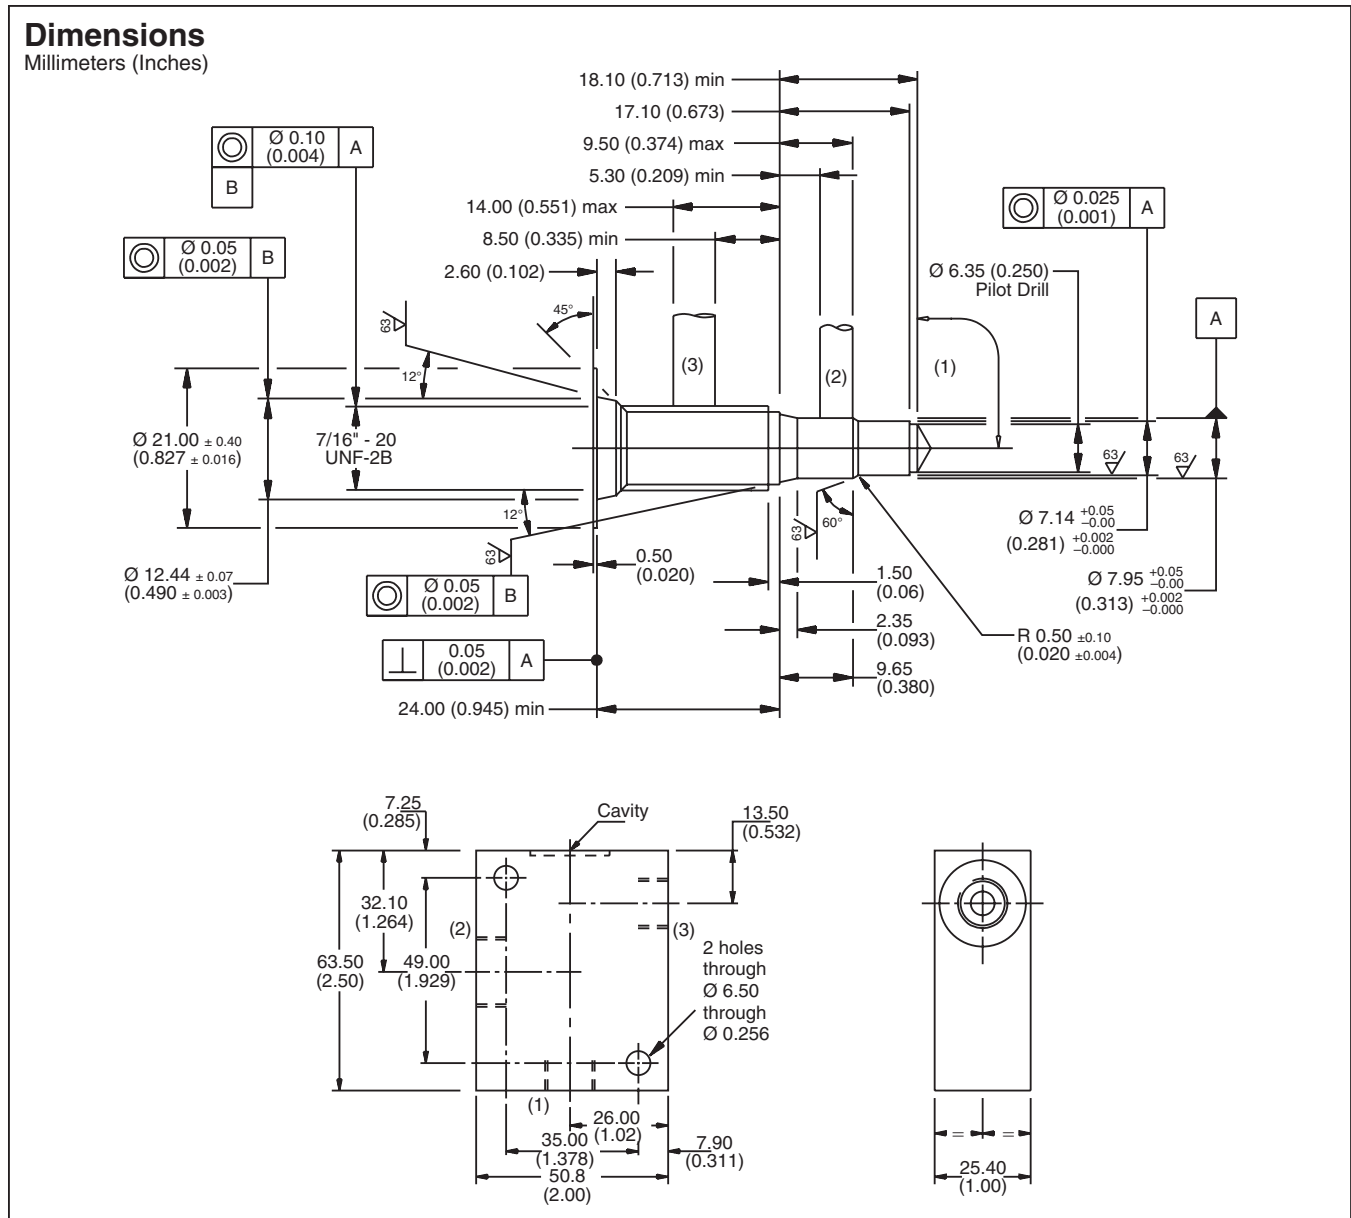 Dimensions
Millimeters (Inches)
18.10 (0.713) min
17.10 (0.673)
9.50 (0.374) max
5.30 (0.209) min
14.00 (0.551) max
8.50 (0.335) min
2.60 (0.102)
Ø 0.10
(0.004)
A
B
Ø 0.05
(0.002)
B
Ø 0.025
(0.001)
A
Ø 6.35 (0.250)
Pilot Drill
A
45°
63
12°
(3)
(2)
(1)
Ø 21.00 ± 0.40
(0.827 ± 0.016)
7/16" - 20
UNF-2B
63
63
12°
63
60°
63
Ø 7.14 +0.05 -0.00
(0.281) +0.002 -0.000
Ø 12.44 ± 0.07
(0.490 ± 0.003)
0.50
(0.020)
Ø 0.05
(0.002)
B
1.50
(0.06)
Ø 7.95 +0.05 -0.00
(0.313) +0.002 -0.000
2.35
(0.093)
R 0.50 ±0.10
(0.020 ±0.004)
0.05
(0.002)
A
9.65
(0.380)
24.00 (0.945) min
7.25
(0.285)
Cavity
13.50
(0.532)
32.10
(1.264)
(2)
(3)
63.50
(2.50)
49.00
(1.929)
2 holes
through
Ø 6.50
through
Ø 0.256
(1)
26.00
(1.02)
35.00
(1.378)
7.90
(0.311)
50.8
(2.00)
=
=
25.40
(1.00)